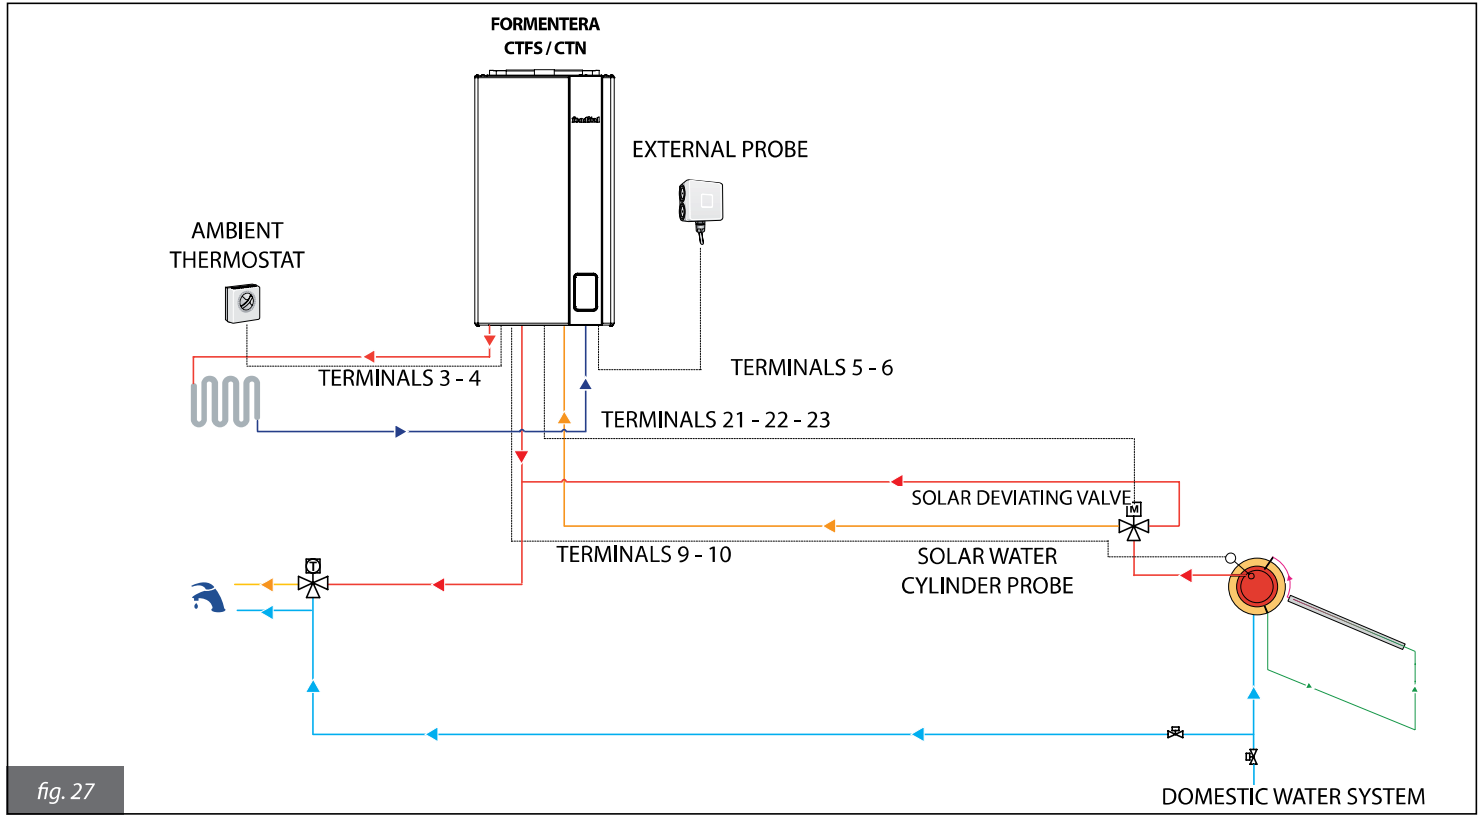 FORMENTERA
CTFS / CTN
fondital
EXTERNAL PROBE
AMBIENT
THERMOSTAT
TERMINALS 3 - 4
TERMINALS 5 - 6
TERMINALS 21 - 22 - 23
SOLAR DEVIATING VALVE
M
TERMINALS 9 - 10
SOLAR WATER
CYLINDER PROBE
T
fig. 27
DOMESTIC WATER SYSTEM